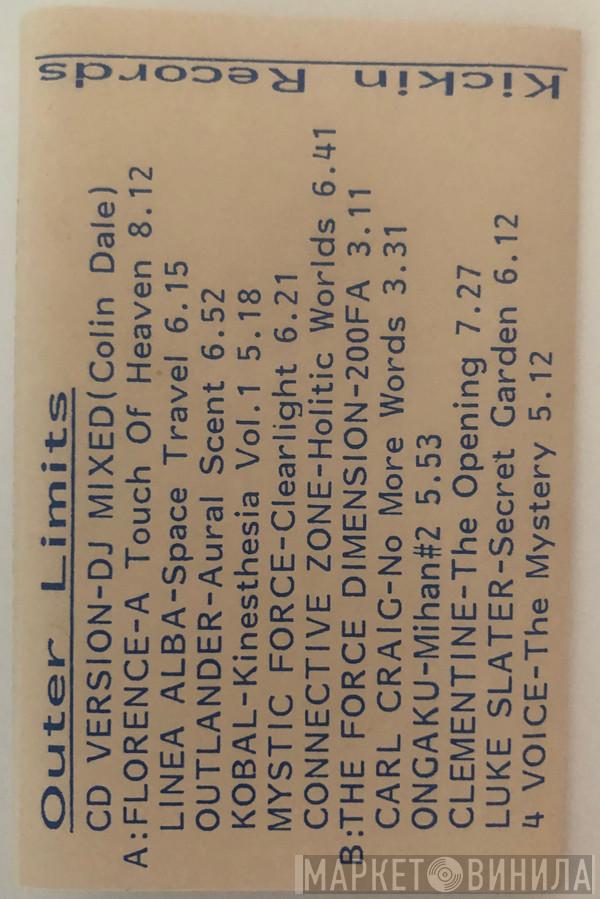 Outer Limits
CD VERSION-DJ MIXED(Colin Dale)
A:FLORENCE-A Touch Of Heaven 8.12
LINEA ALBA-Space Travel 6.15
OUTLANDER-Aural Scent 6.52
KOBAL-Kinesthesia Vol.1 5.18
MYSTIC FORCE-Clearlight 6.21
CONNECTIVE ZONE-Holitic Worlds 6.41
B:THE FORCE DIMENSION-200FA 3.11
CARL CRAIG-No More Words 3.31
ONGAKU-Mihan#2 5.53
CLEMENTINE-The Opening 7.27
LUKE SLATER-Secret Garden 6.12
4 VOICE-The Mystery 5.12
Kickin Records
МАРКЕТ ВИНИЛА